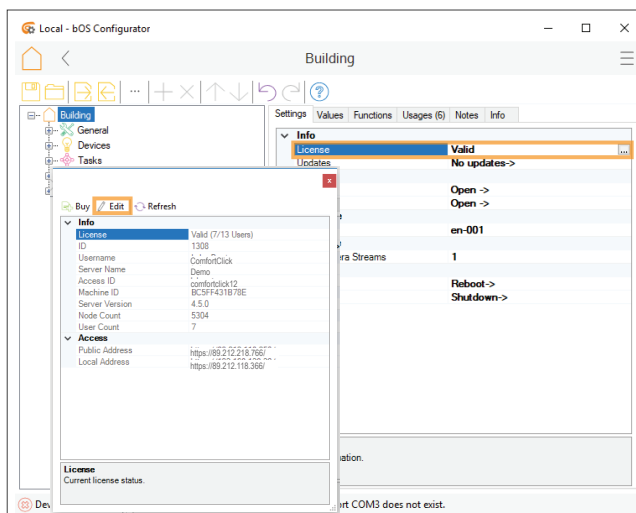 Local - bOS Configurator
Building
Settings Values Functions Usages (6) Notes Info
Building
General
Devices
Tasks
Info
License Valid ...
Updates No updates->
Open ->
Open ->
en-001
Streams 1
Reboot->
Shutdown->
Buy Edit Refresh
Info
License Valid (7/13 Users)
ID 1308
Username ComfortClick
Server Name Demo
Access ID comfortclick12
Machine ID BC5FF431B78E
Server Version 4.5.0
Node Count 5304
User Count 7
Access
Public Address https://89.212.218.766/
Local Address https://89.212.118.366/
License
Current license status.
COM3 does not exist.